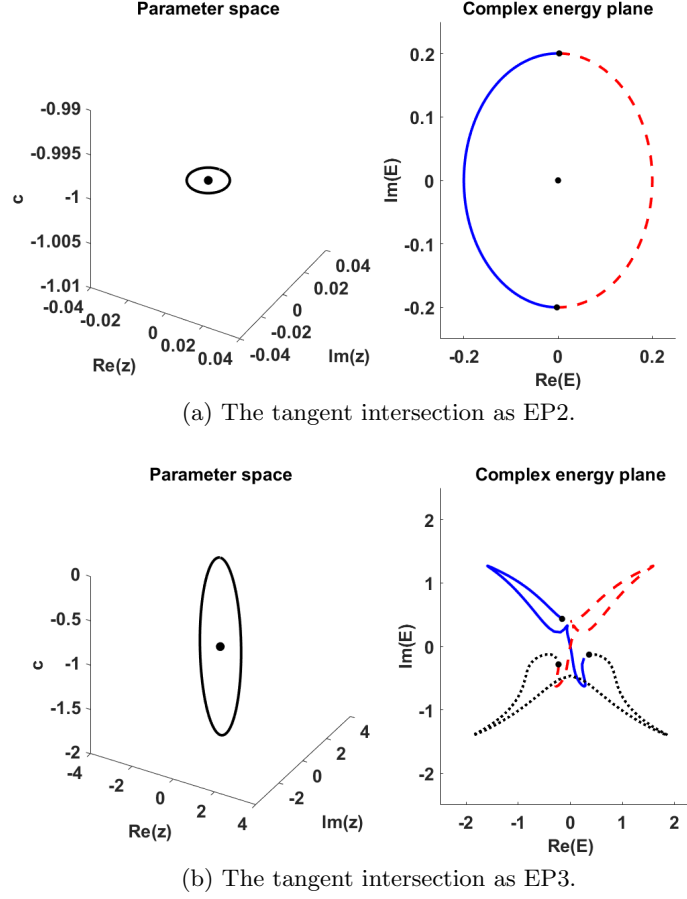 Parameter space
Complex energy plane
-0.99
-0.995
-1
-1.005
-1.01
c
-0.04
-0.02
0
0.02
0.04
Re(z)
-0.04
-0.02
0
0.02
0.04
Im(z)
0.2
0.1
0
-0.1
-0.2
Im(E)
-0.2
0
0.2
Re(E)
(a) The tangent intersection as EP2.
Parameter space
Complex energy plane
0
-0.5
-1
-1.5
-2
c
-4
-2
0
2
4
Re(z)
-2
0
2
4
Im(z)
2
1
0
-1
-2
Im(E)
-2
-1
0
1
2
Re(E)
(b) The tangent intersection as EP3.